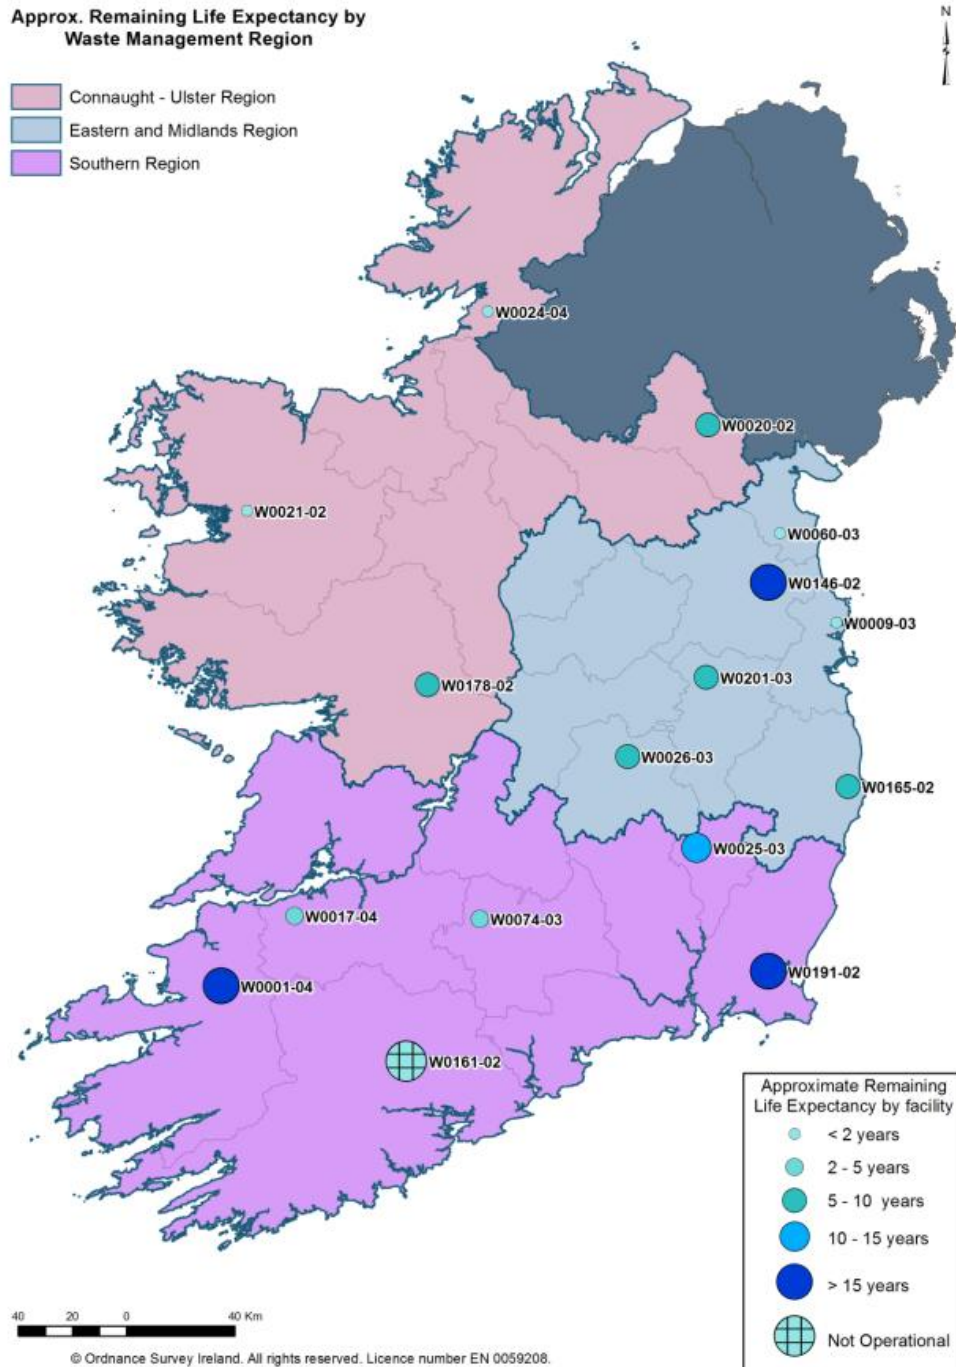 Approx. Remaining Life Expectancy by
Waste Management Region
Connaught - Ulster Region
Eastern and Midlands Region
Southern Region
N
W0024-04
W0020-02
W0021-02
W0060-03
W0146-02
W0009-03
W0178-02
W0201-03
W0026-03
W0165-02
W0025-03
W0017-04
W0074-03
W0001-04
W0191-02
W0161-02
Approximate Remaining
Life Expectancy by facility
< 2 years
2 - 5 years
5 - 10 years
10 - 15 years
> 15 years
Not Operational
40 20 0 40 Km
© Ordnance Survey Ireland. All rights reserved. Licence number EN 0059208.